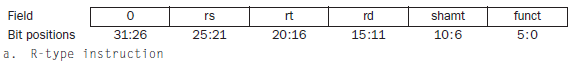 Field 0 rs rt rd shamt funct
Bit positions 31:26 25:21 20:16 15:11 10:6 5:0
a. R-type instruction